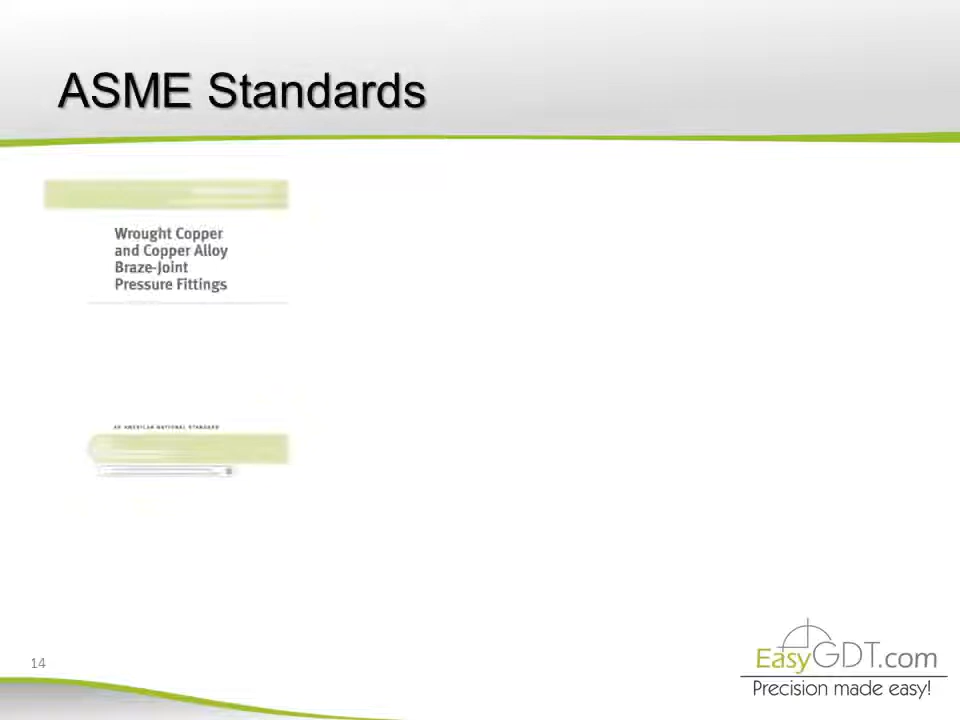 ASME Standards
Wrought Copper
and Copper Alloy
Braze-Joint
Pressure Fittings
AN AMERICAN NATIONAL STANDARD
14
EasyGDT.com
Precision made easy!